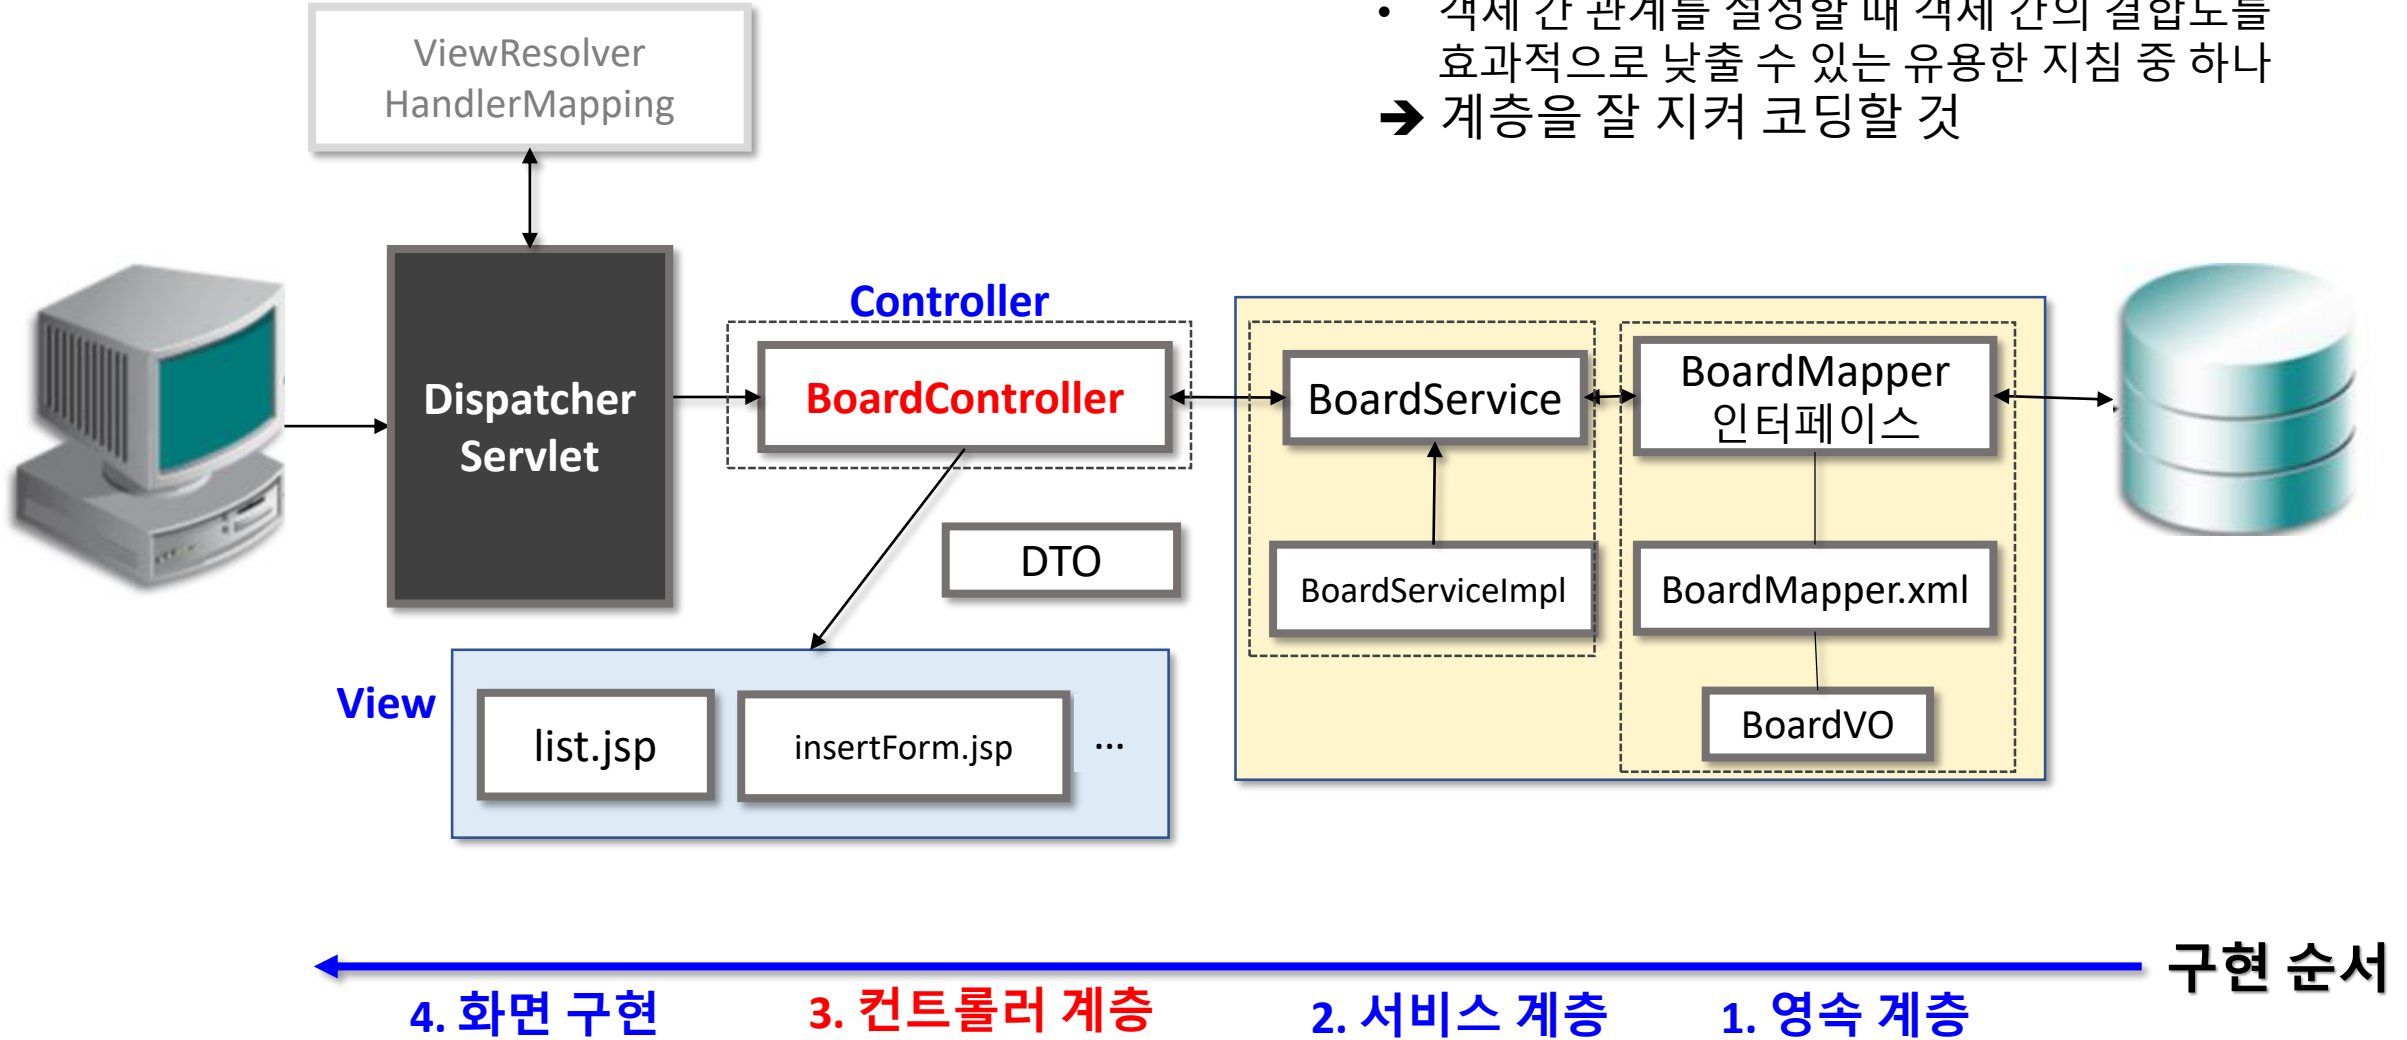 • 객체 간 관계를 설정할 때 객체 간의 결합도를
효과적으로 낮출 수 있는 유용한 지침 중 하나
➔ 계층을 잘 지켜 코딩할 것
ViewResolver
HandlerMapping
Dispatcher
Servlet
Controller
BoardController
DTO
BoardService
BoardServiceImpl
BoardMapper
인터페이스
BoardMapper.xml
BoardVO
View
list.jsp
insertForm.jsp
...
구현 순서
4. 화면 구현
3. 컨트롤러 계층
2. 서비스 계층
1. 영속 계층